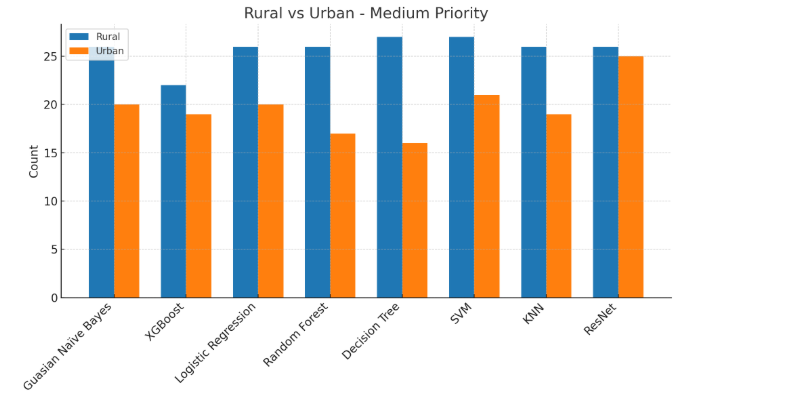 Rural vs Urban - Medium Priority
Rural
Urban
Count
25
20
15
10
5
0
Guasian Naïve Bayes
XGBoost
Logistic Regression
Random Forest
Decision Tree
SVM
KNN
ResNet